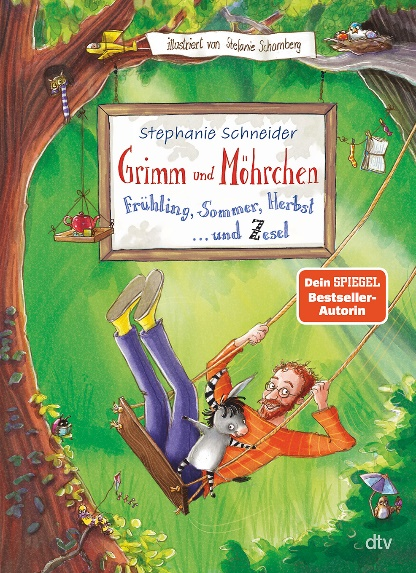 illustriert von Stefanie Scharnberg
Stephanie Schneider
Grimm und Möhrchen
Frühling, Sommer, Herbst
... und Zesel
Dein SPIEGEL
Bestseller-
Autorin
dtv